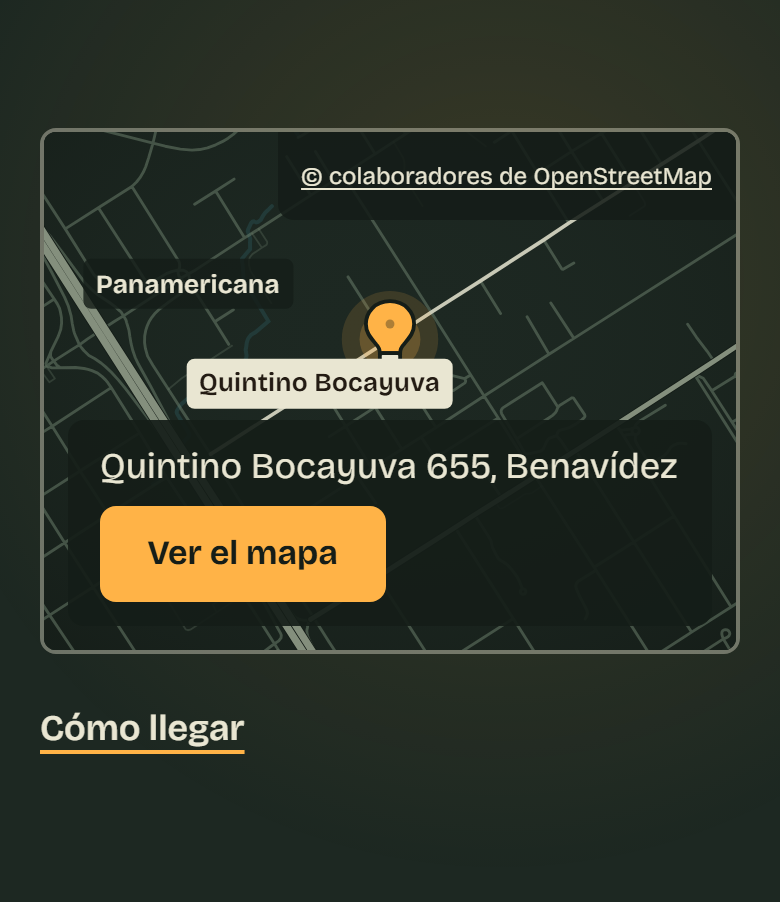 © colaboradores de OpenStreetMap
Panamericana
Quintino Bocayuva
Quintino Bocayuva 655, Benavídez
Ver el mapa
Cómo llegar